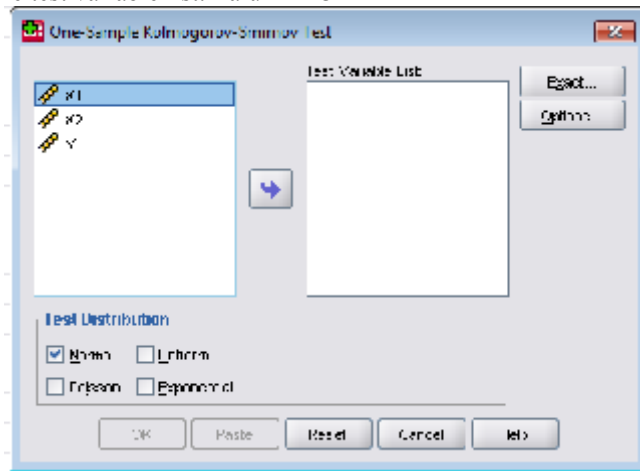 One-Sample Kolmogorov-Smirnov Test
Test Variable List:
X1
X2
Y
Exact...
Options
Test Distribution
Normal Uniform
Poisson Exponential
OK Paste Reset Cancel Help